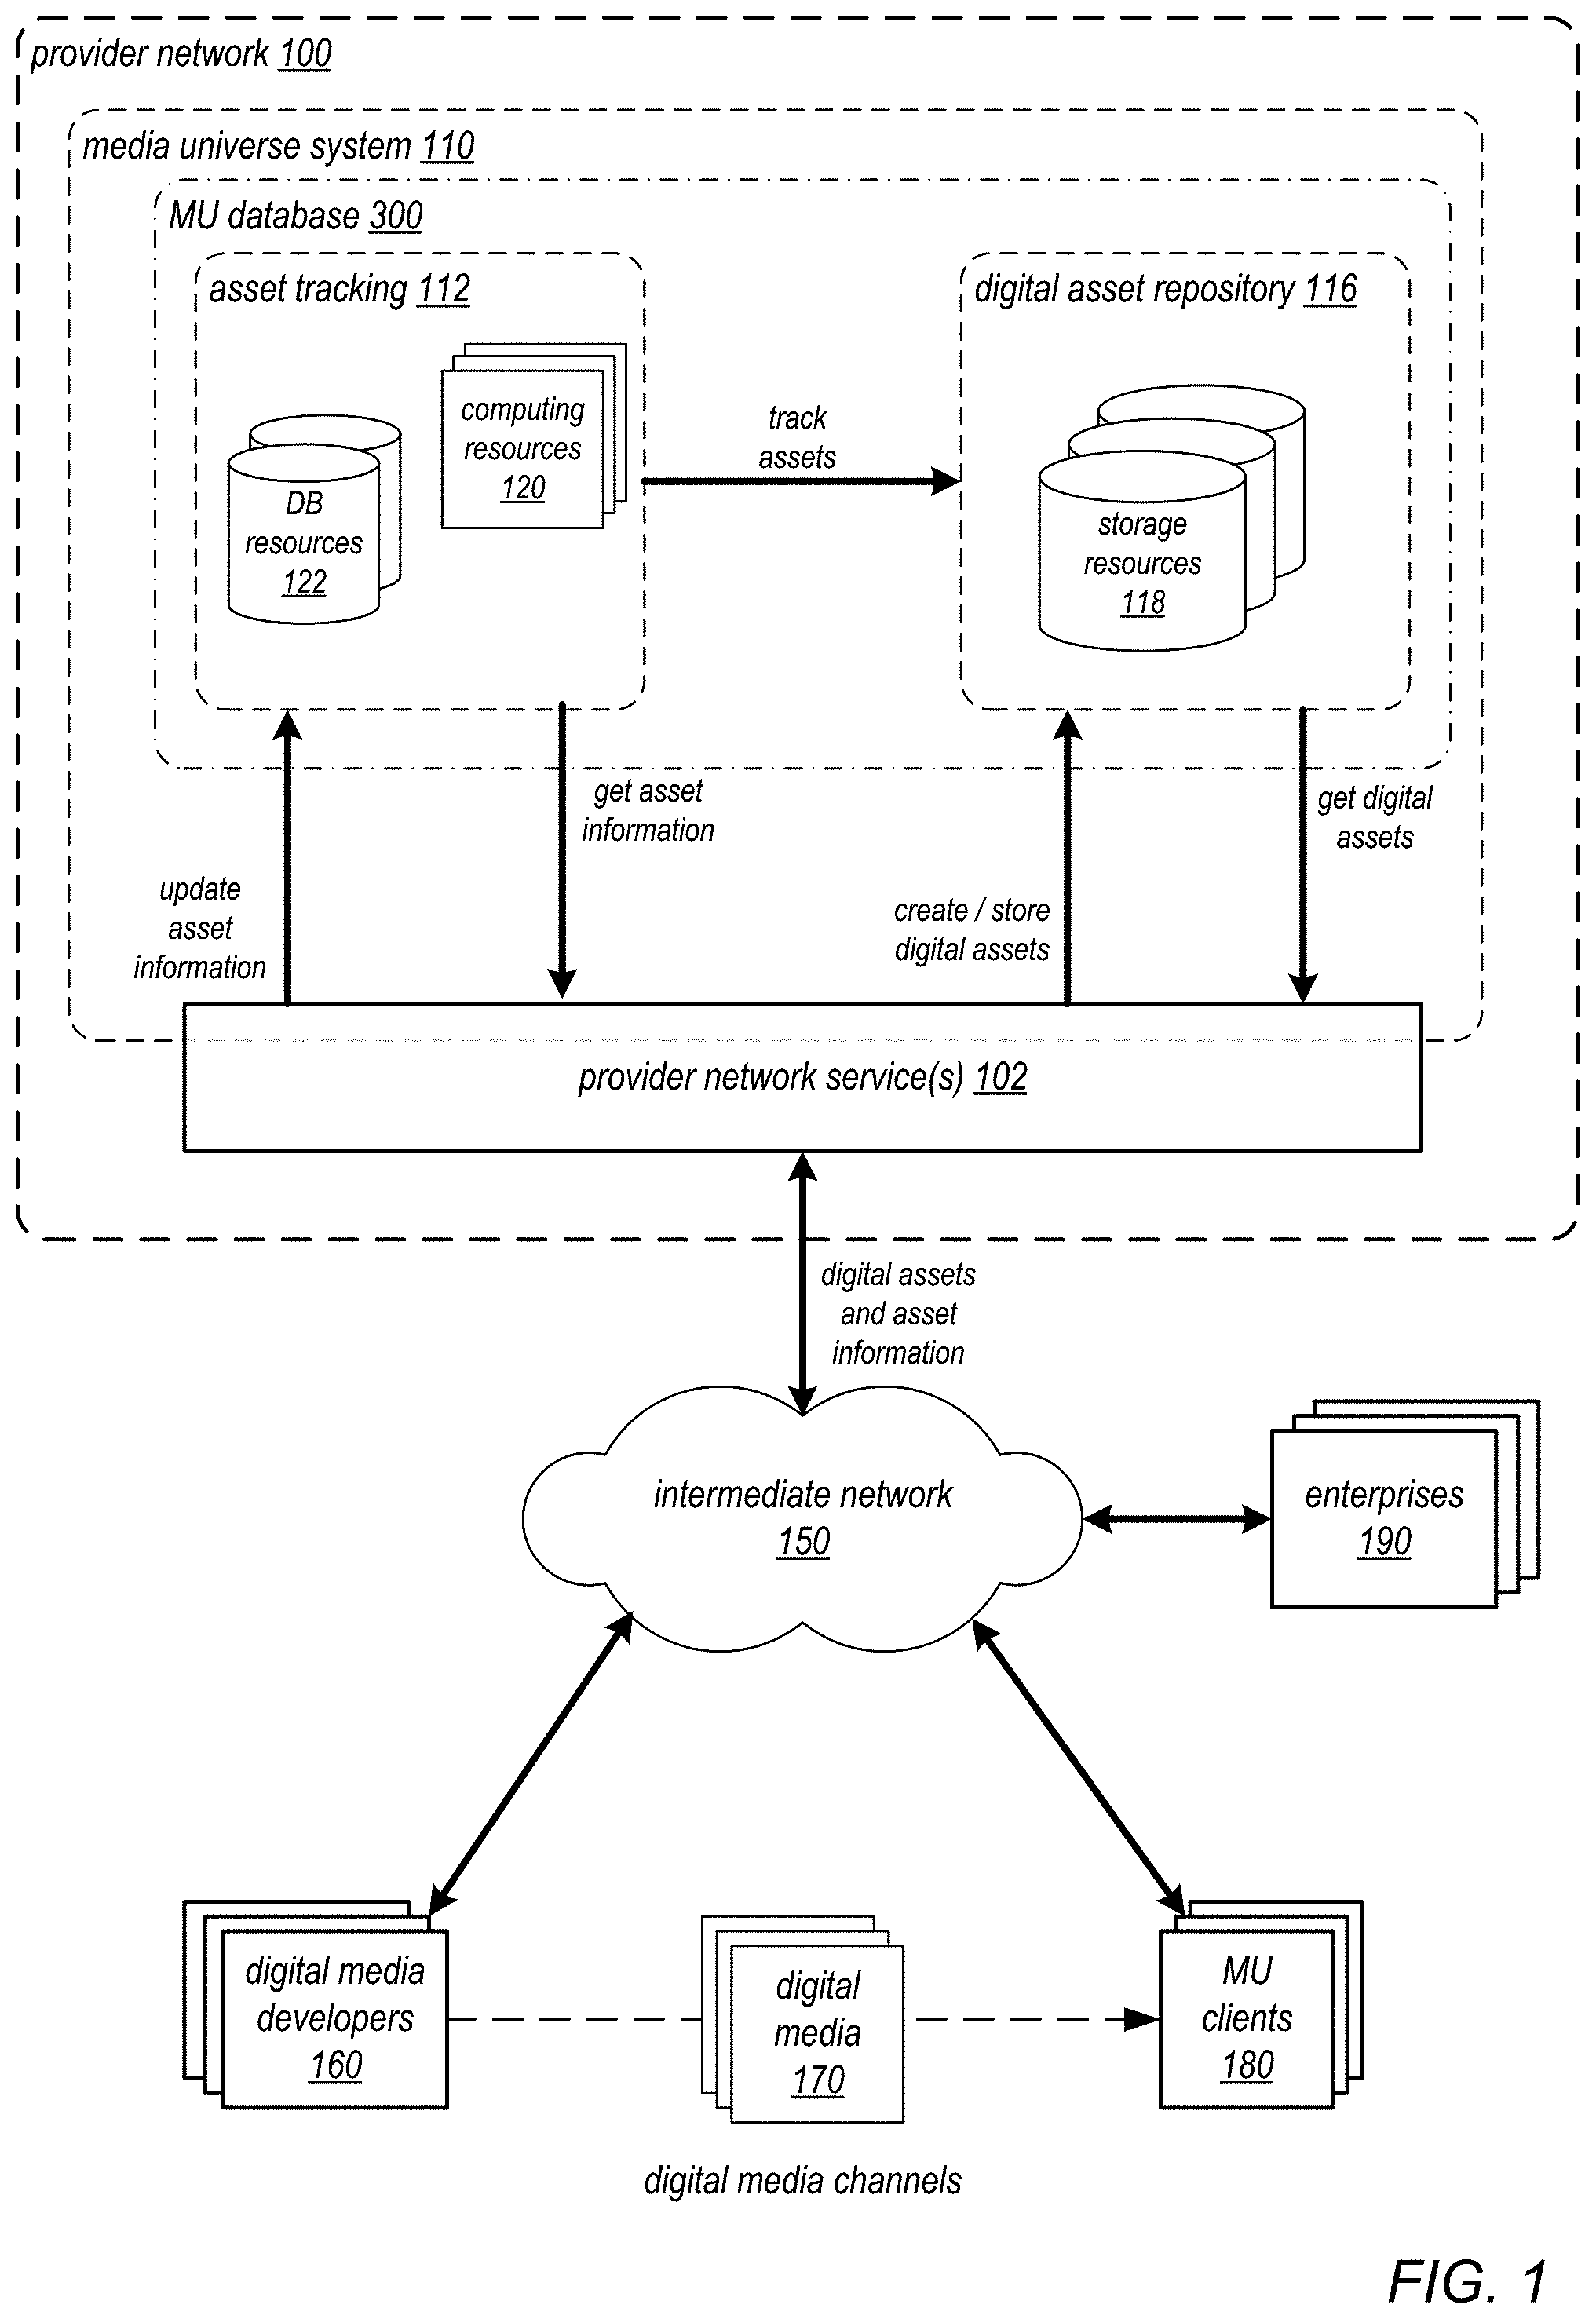 provider network 100
media universe system 110
MU database 300
asset tracking 112
digital asset repository 116
computing
resources
120
DB
resources
122
track
assets
storage
resources
118
get asset
information
get digital
assets
update
asset
information
create / store
digital assets
provider network service(s) 102
digital assets
and asset
information
intermediate network
150
enterprises
190
digital media
developers
160
digital
media
170
MU
clients
180
digital media channels
FIG. 1